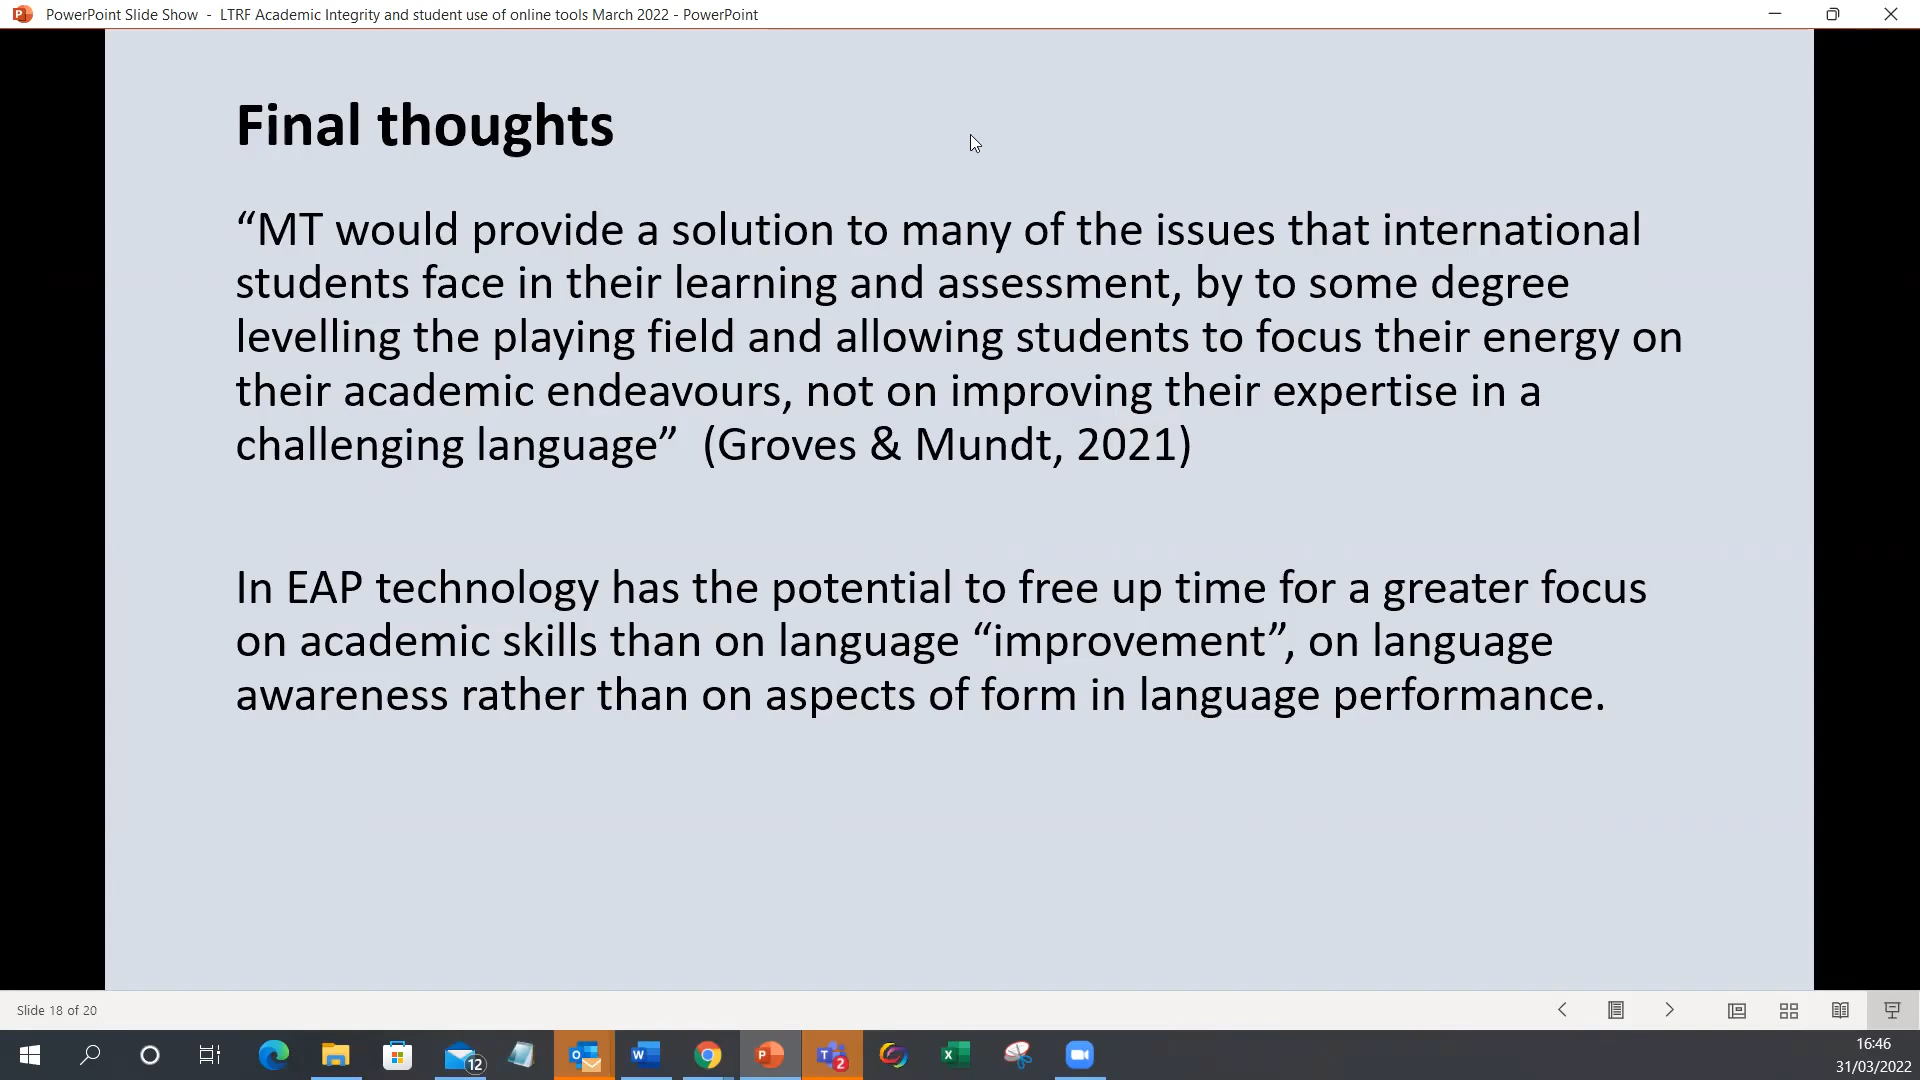 PowerPoint Slide Show - LTRF Academic Integrity and student use of online tools March 2022 - PowerPoint
Final thoughts
“MT would provide a solution to many of the issues that international
students face in their learning and assessment, by to some degree
levelling the playing field and allowing students to focus their energy on
their academic endeavours, not on improving their expertise in a
challenging language” (Groves & Mundt, 2021)
In EAP technology has the potential to free up time for a greater focus
on academic skills than on language “improvement”, on language
awareness rather than on aspects of form in language performance.
Slide 18 of 20
12
2
16:46
31/03/2022